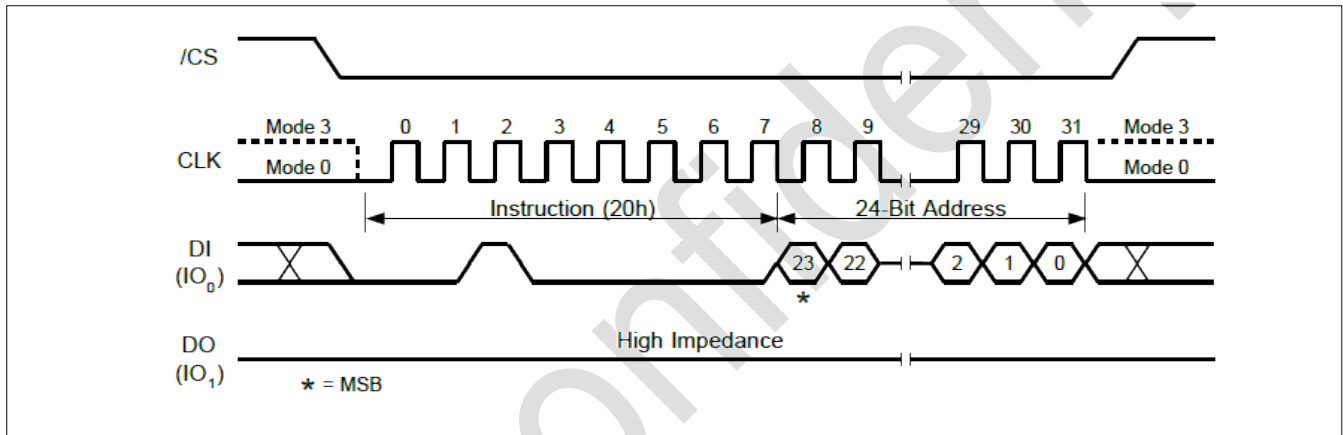 /CS
Mode 3 0 1 2 3 4 5 6 7 8 9 29 30 31 Mode 3
CLK
Mode 0 Mode 0
Instruction (20h) 24-Bit Address
DI
(IO0) 23 22 2 1 0
*
High Impedance
DO
(IO1)
* = MSB